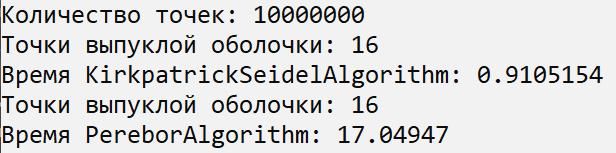 Количество точек: 10000000
Точки выпуклой оболочки: 16
Время KirkpatrickSeidelAlgorithm: 0.9105154
Точки выпуклой оболочки: 16
Время PereborAlgorithm: 17.04947